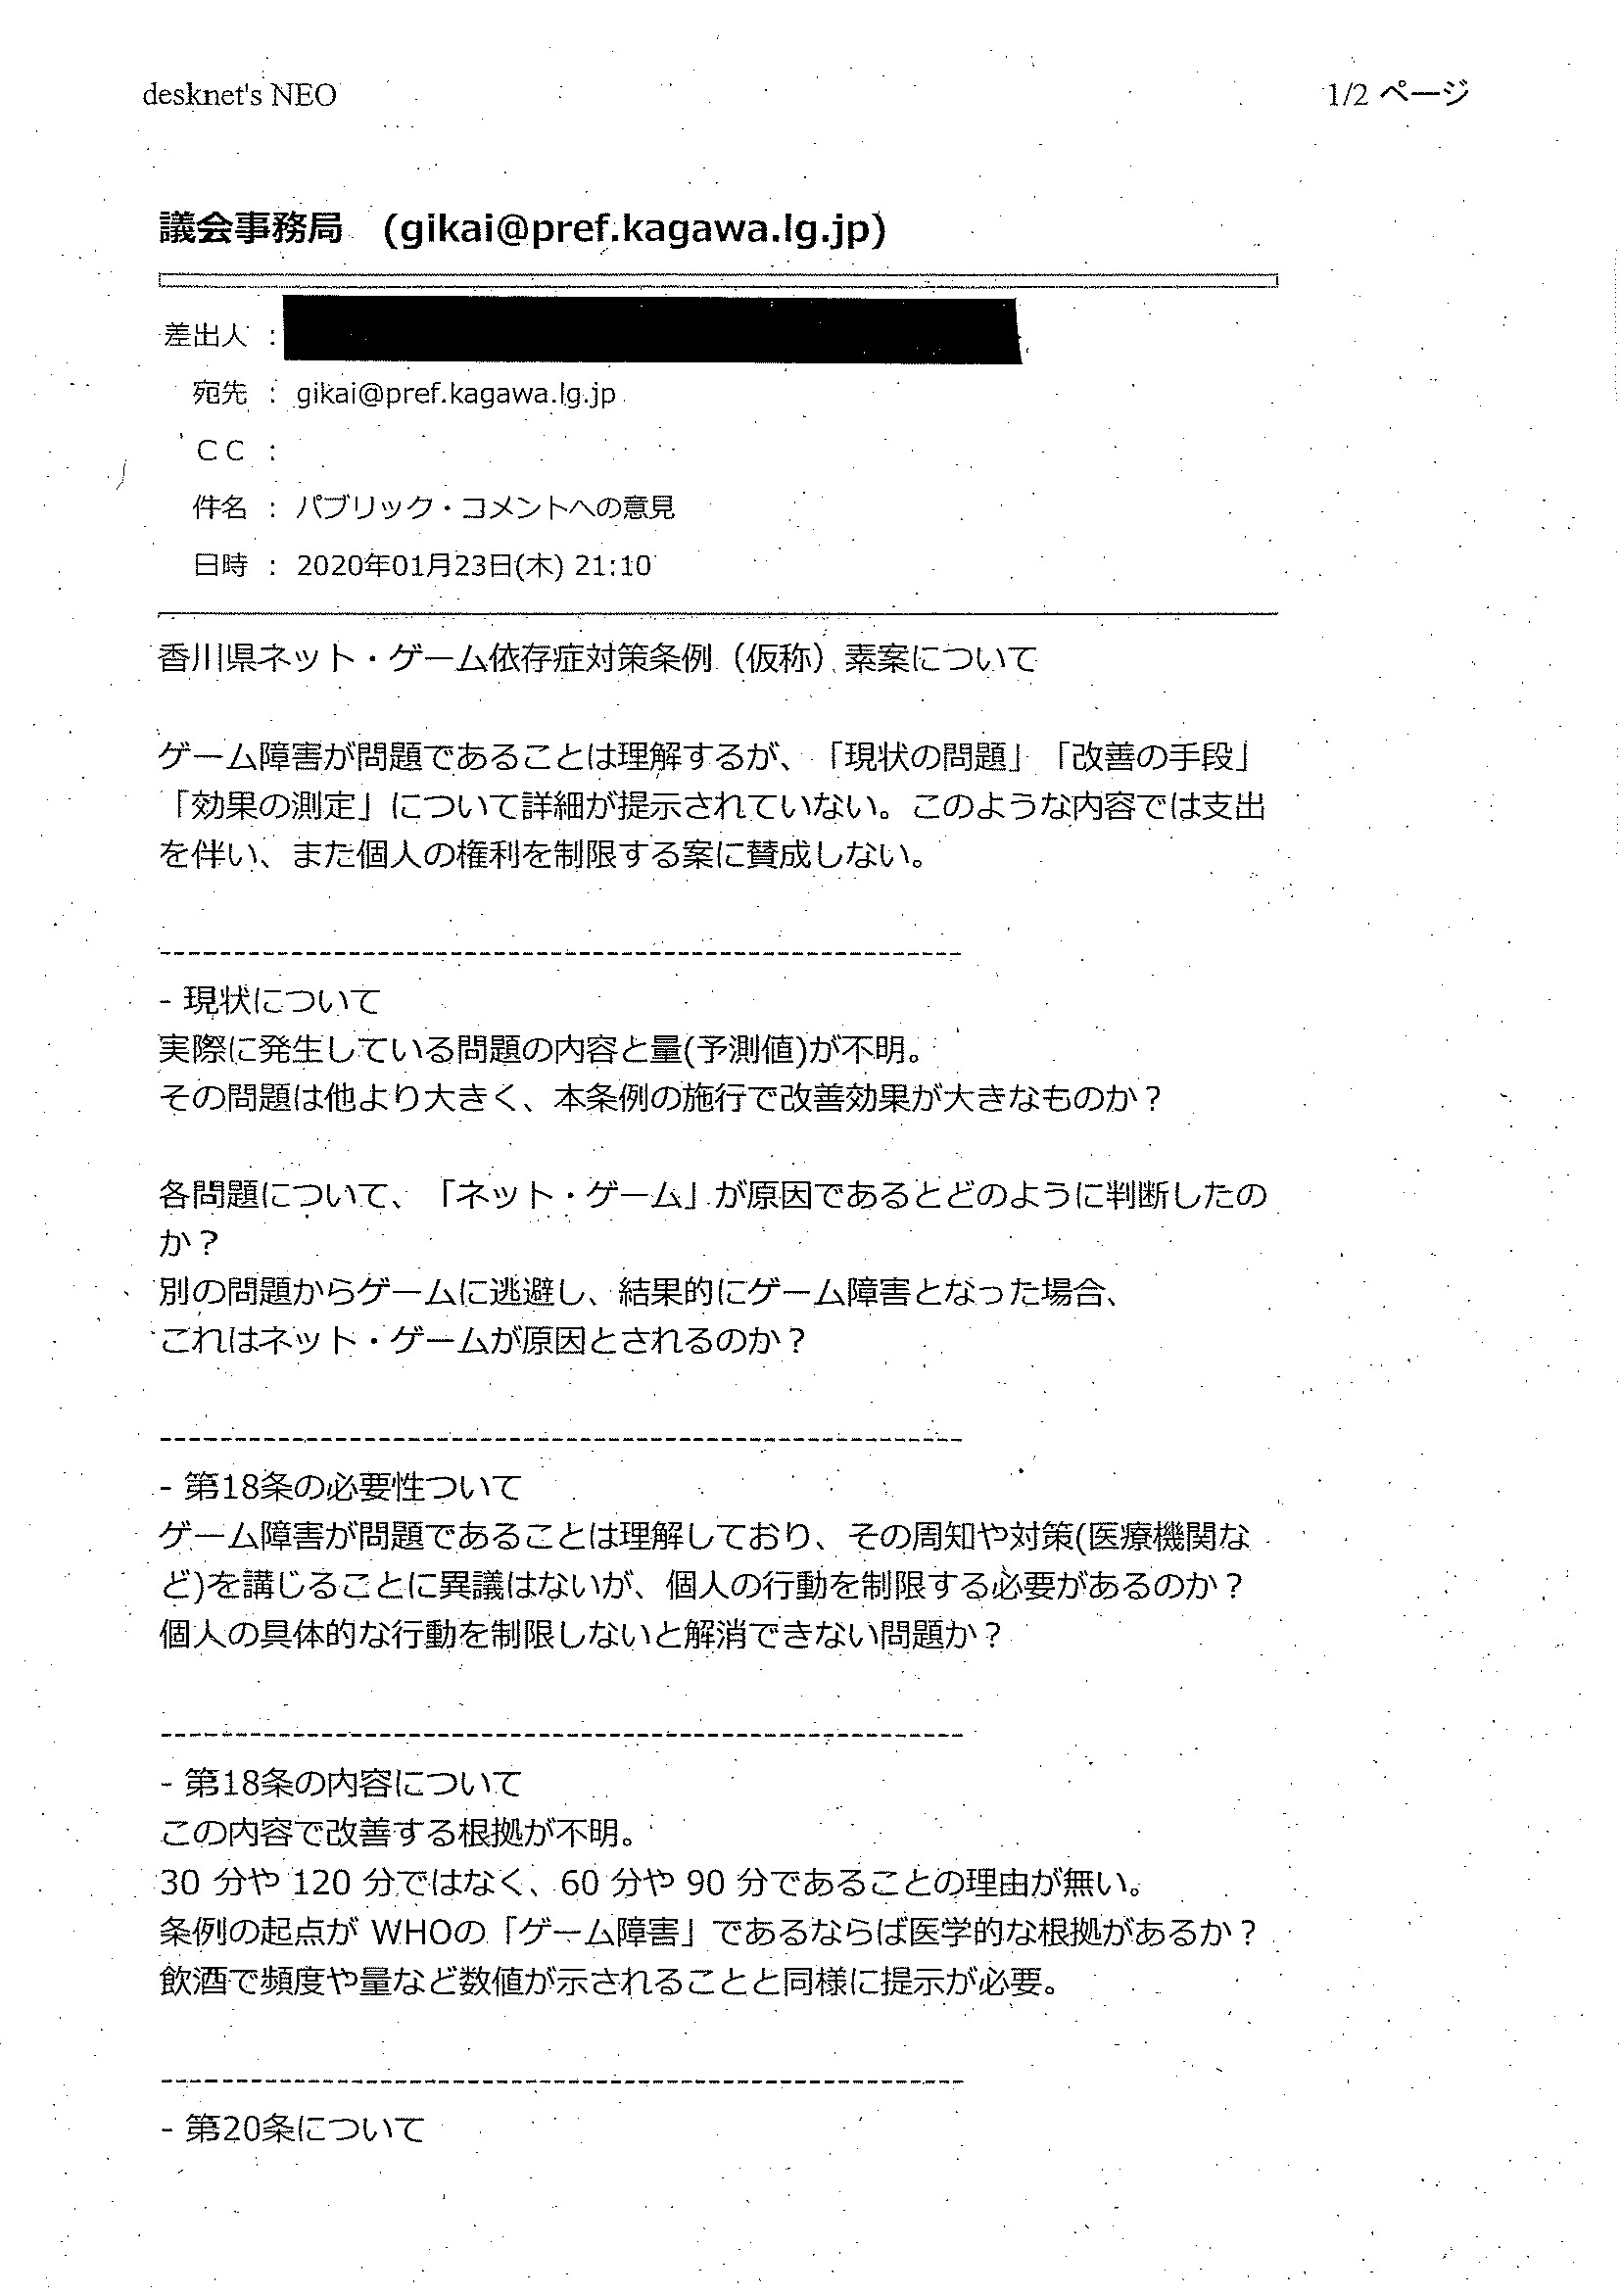 desknet's NEO
1/2 ページ
議会事務局 (gikai@pref.kagawa.lg.jp)
差出人 :
宛先 : gikai@pref.kagawa.lg.jp
ＣＣ :
件名 : パブリック・コメントへの意見
日時 : 2020年01月23日(木) 21:10
香川県ネット・ゲーム依存症対策条例（仮称）素案について
ゲーム障害が問題であることは理解するが、「現状の問題」「改善の手段」
「効果の測定」について詳細が提示されていない。このような内容では支出
を伴い、また個人の権利を制限する案に賛成しない。
--------------------------------------------------------------------
- 現状について
実際に発生している問題の内容と量(予測値)が不明。
その問題は他より大きく、本条例の施行で改善効果が大きなものか？
各問題について、「ネット・ゲーム」が原因であるとどのように判断したの
か？
別の問題からゲームに逃避し、結果的にゲーム障害となった場合、
これはネット・ゲームが原因とされるのか？
--------------------------------------------------------------------
- 第18条の必要性ついて
ゲーム障害が問題であることは理解しており、その周知や対策(医療機関な
ど)を講じることに異議はないが、個人の行動を制限する必要があるのか？
個人の具体的な行動を制限しないと解消できない問題か？
--------------------------------------------------------------------
- 第18条の内容について
この内容で改善する根拠が不明。
30 分や 120 分ではなく、60 分や 90 分であることの理由が無い。
条例の起点が WHOの「ゲーム障害」であるならば医学的な根拠があるか？
飲酒で頻度や量など数値が示されることと同様に提示が必要。
--------------------------------------------------------------------
- 第20条について